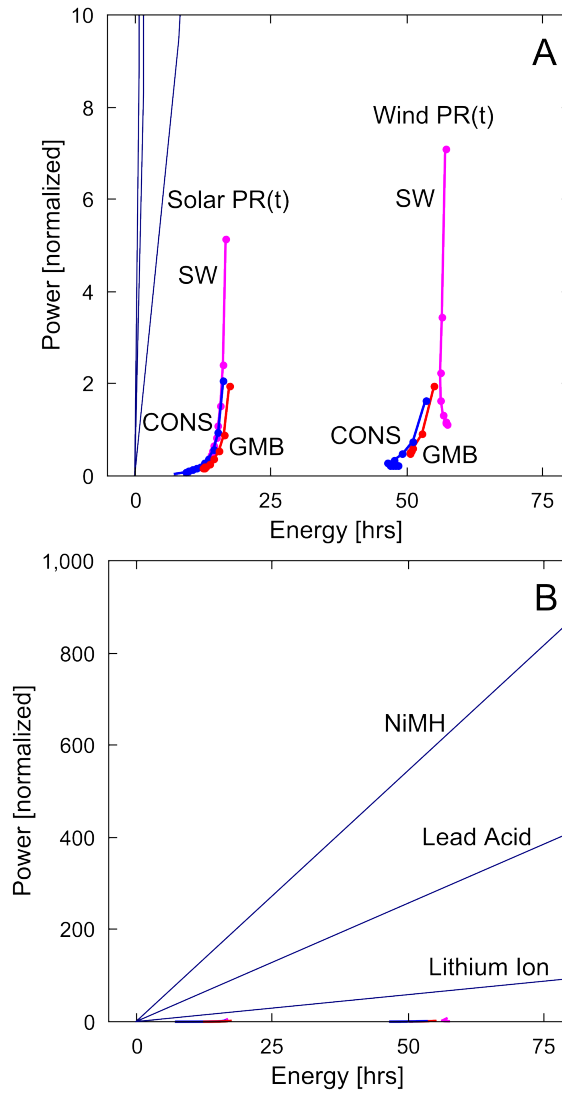 10
A
Wind PR(t)
8
SW
Solar PR(t)
6
SW
4
2
CONS
GMB
CONS
GMB
0
0
25
50
75
Power [normalized]
Energy [hrs]
1,000
B
800
NiMH
600
400
Lead Acid
200
Lithium Ion
0
0
25
50
75
Power [normalized]
Energy [hrs]